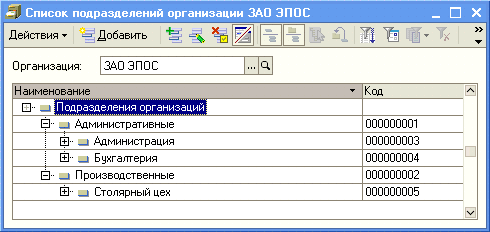 Список подразделений организации ЗАО ЭПОС
Действия Добавить
Организация: ЗАО ЭПОС ...
Наименование Код
Подразделения организаций
Административные 000000001
Администрация 000000003
Бухгалтерия 000000004
Производственные 000000002
Столярный цех 000000005